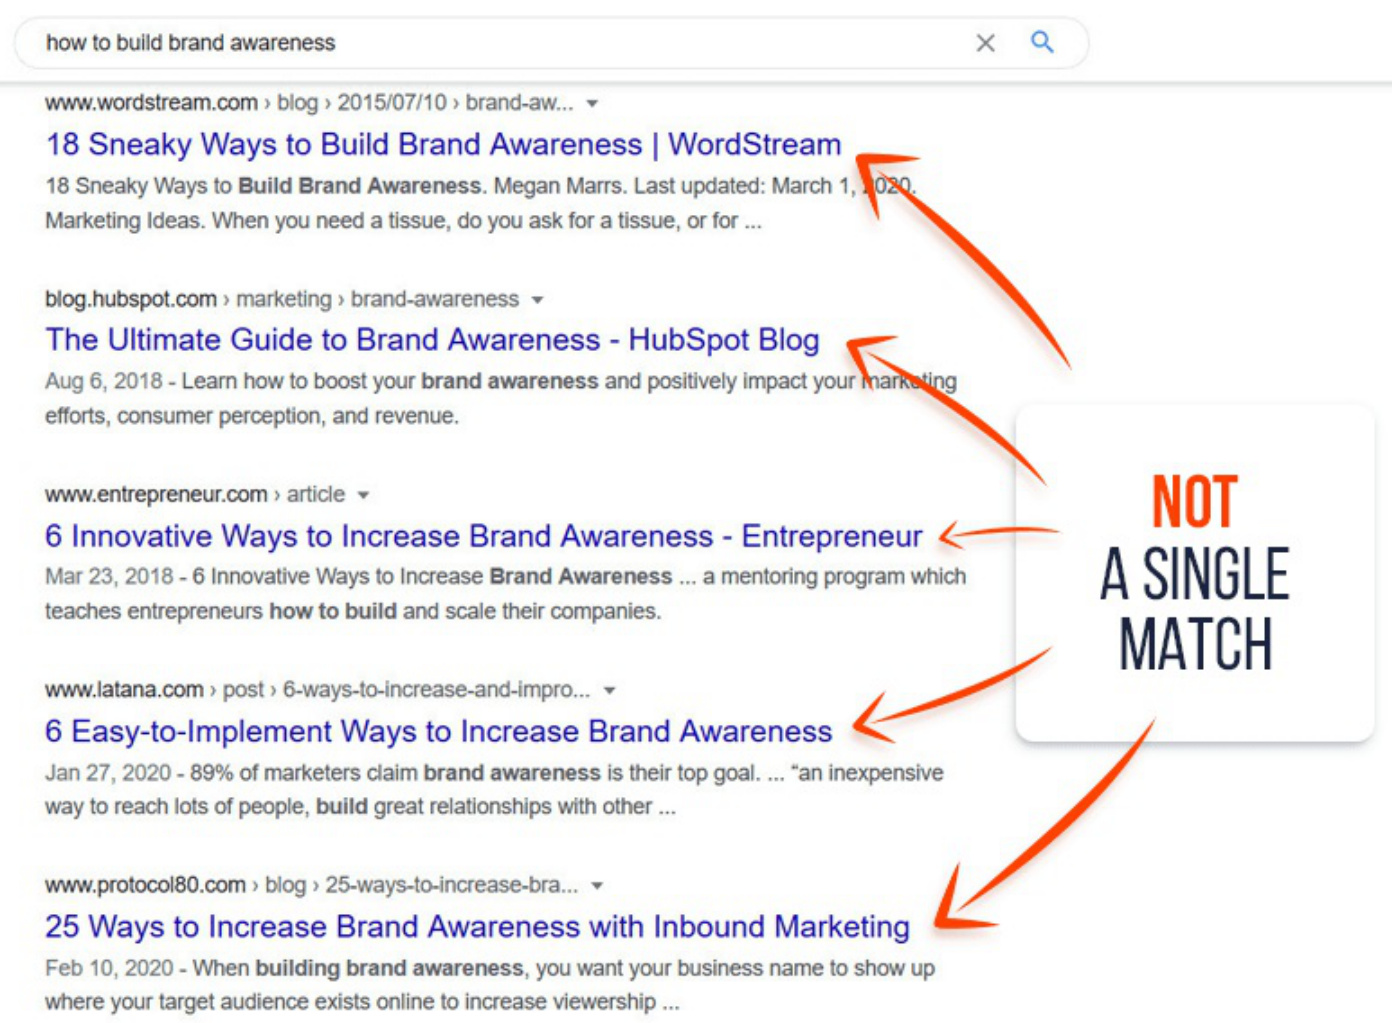 how to build brand awareness
www.wordstream.com › blog › 2015/07/10 › brand-aw...
18 Sneaky Ways to Build Brand Awareness | WordStream
18 Sneaky Ways to Build Brand Awareness. Megan Marrs. Last updated: March 1, 2020.
Marketing Ideas. When you need a tissue, do you ask for a tissue, or for ...
blog.hubspot.com › marketing › brand-awareness
The Ultimate Guide to Brand Awareness - HubSpot Blog
Aug 6, 2018 - Learn how to boost your brand awareness and positively impact your marketing
efforts, consumer perception, and revenue.
www.entrepreneur.com › article
6 Innovative Ways to Increase Brand Awareness - Entrepreneur
Mar 23, 2018 - 6 Innovative Ways to Increase Brand Awareness ... a mentoring program which
teaches entrepreneurs how to build and scale their companies.
www.latana.com › post › 6-ways-to-increase-and-impro...
6 Easy-to-Implement Ways to Increase Brand Awareness
Jan 27, 2020 - 89% of marketers claim brand awareness is their top goal. ... “an inexpensive
way to reach lots of people, build great relationships with other ...
www.protocol80.com › blog › 25-ways-to-increase-bra...
25 Ways to Increase Brand Awareness with Inbound Marketing
Feb 10, 2020 - When building brand awareness, you want your business name to show up
where your target audience exists online to increase viewership ...
NOT
A SINGLE
MATCH